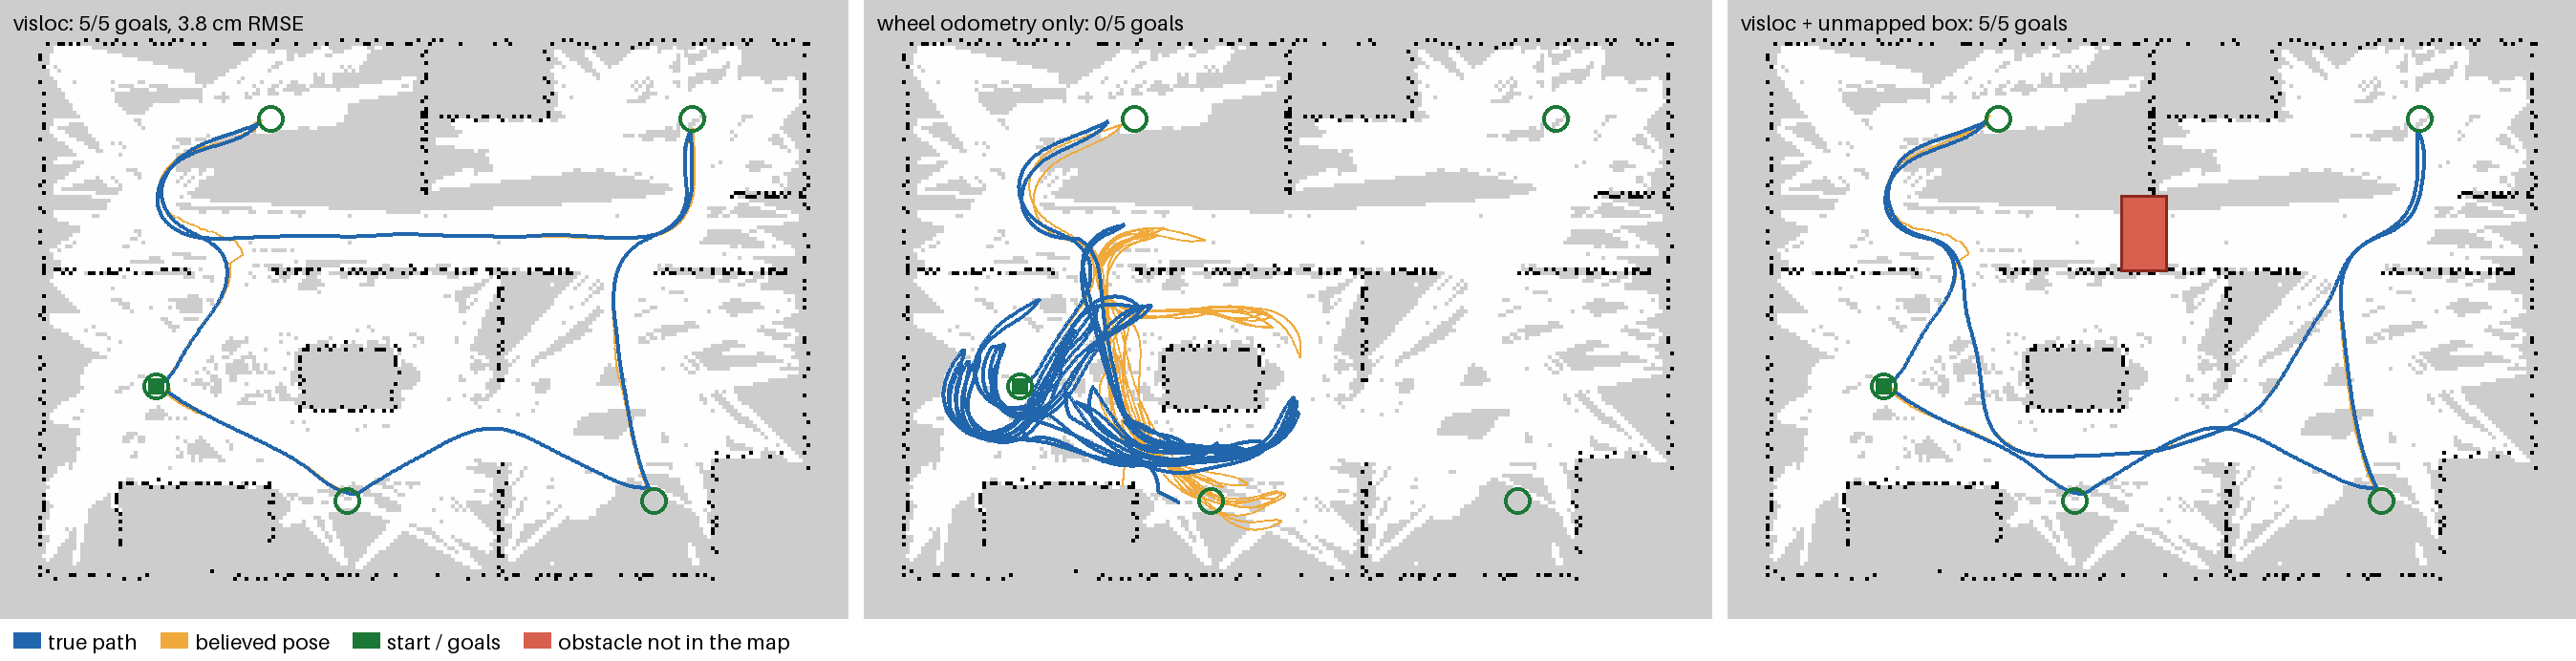 visloc: 5/5 goals, 3.8 cm RMSE
wheel odometry only: 0/5 goals
visloc + unmapped box: 5/5 goals
true path
believed pose
start / goals
obstacle not in the map